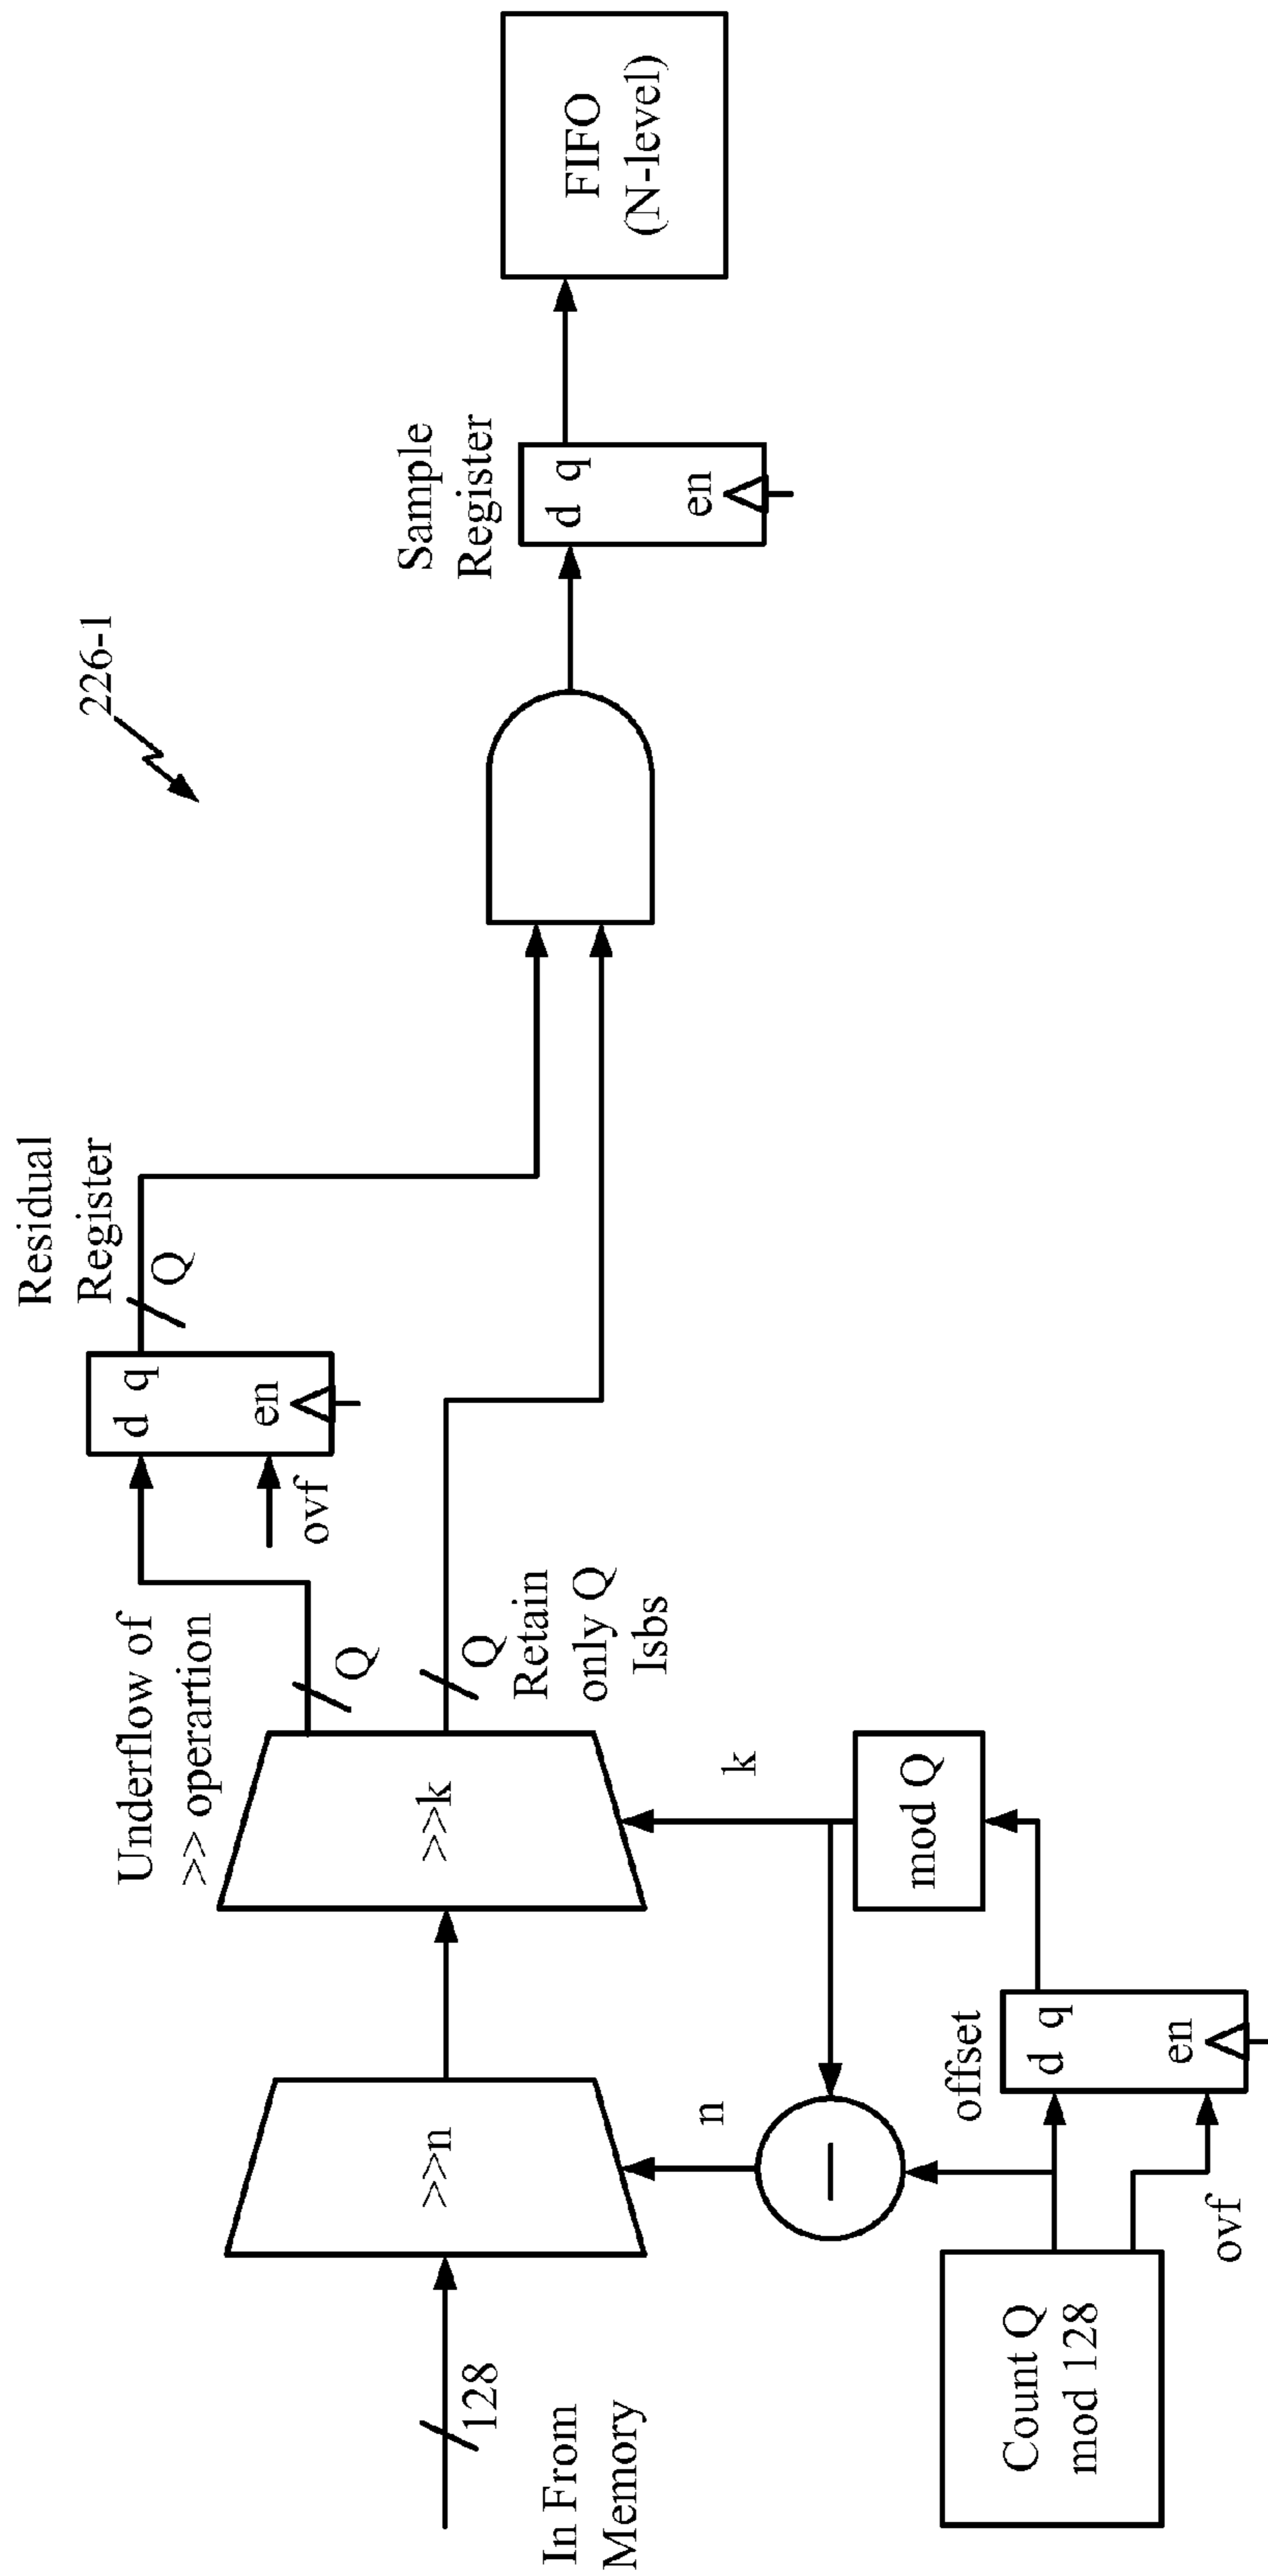 226-1
Residual
Register
Q
d q
en
ovf
Underflow of
>> operartion
Q
Q
Retain
only Q
lsbs
>>k
>>n
128
In From
Memory
k
n
mod Q
offset
d q
en
ovf
Count Q
mod 128
Sample
Register
d q
en
FIFO
(N-level)